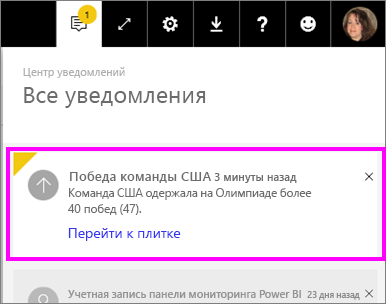 1
?
Центр уведомлений
Все уведомления
Победа команды США 3 минуты назад
Команда США одержала на Олимпиаде более
40 побед (47).
Перейти к плитке
Учетная запись панели мониторинга Power BI 23 дня назад